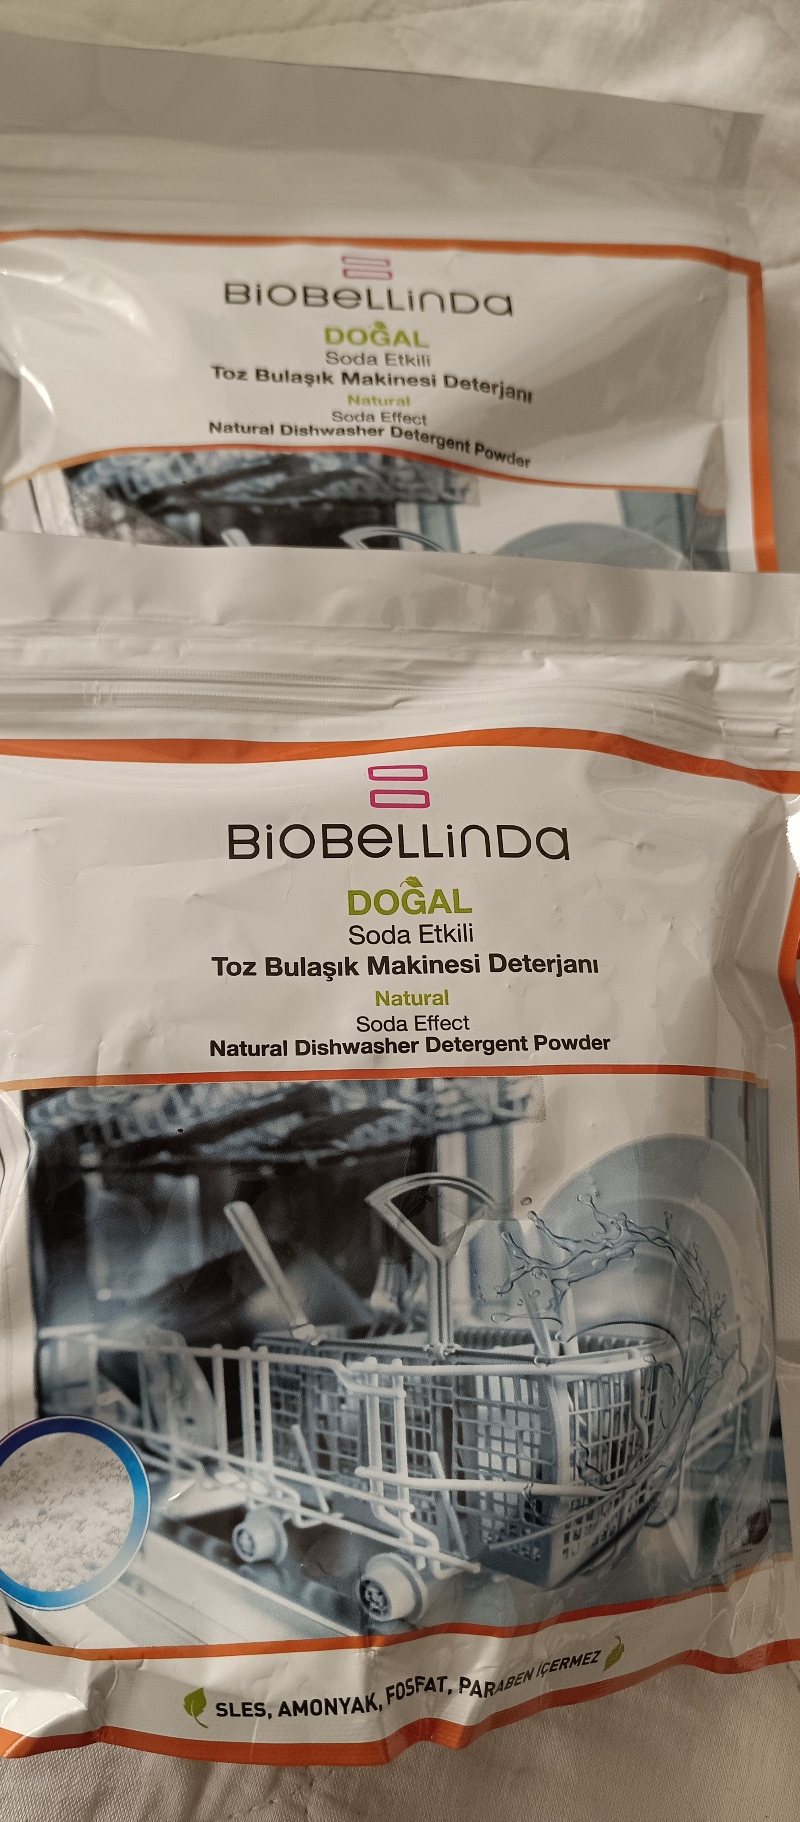 BiOBeLLinDa
DOĞAL
Soda Etkili
Toz Bulaşık Makinesi Deterjanı
Natural
Soda Effect
Natural Dishwasher Detergent Powder
BiOBeLLinDa
DOĞAL
Soda Etkili
Toz Bulaşık Makinesi Deterjanı
Natural
Soda Effect
Natural Dishwasher Detergent Powder
SLES, AMONYAK, FOSFAT, PARABEN İÇERMEZ